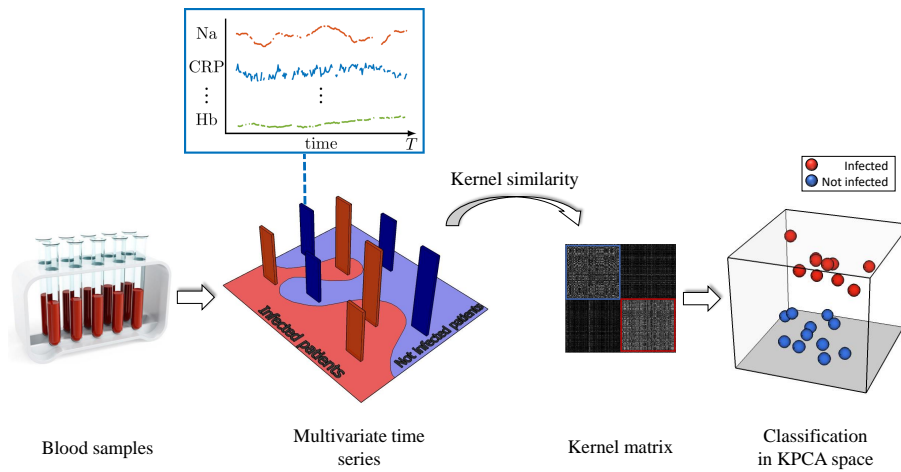 Na
CRP
Hb
time
T
Kernel similarity
Infected
Not infected
Infected patients
Not infected patients
Blood samples
Multivariate time
series
Kernel matrix
Classification
in KPCA space